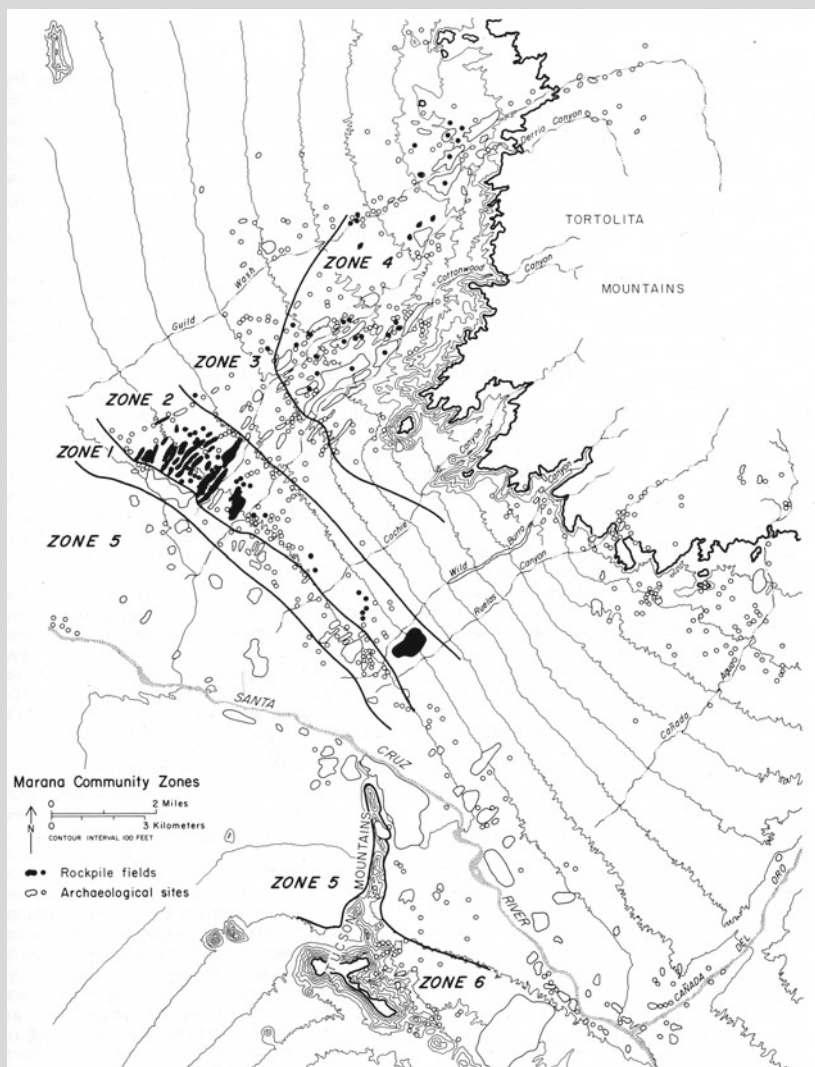 Derrio Canyon
TORTOLITA
MOUNTAINS
ZONE 4
Cottonwood
Canyon
Guild Wash
ZONE 3
ZONE 2
ZONE 1
ZONE 5
Cochie Canyon
Wild Burro Canyon
Ruelas Canyon
Cañada Agua
SANTA CRUZ RIVER
Marana Community Zones
0 2 Miles
0 3 Kilometers
CONTOUR INTERVAL 100 FEET
N
Rockpile fields
Archaeological sites
MOUNTAINS
ZONE 5
ZONE 6
CAÑADA DEL ORO